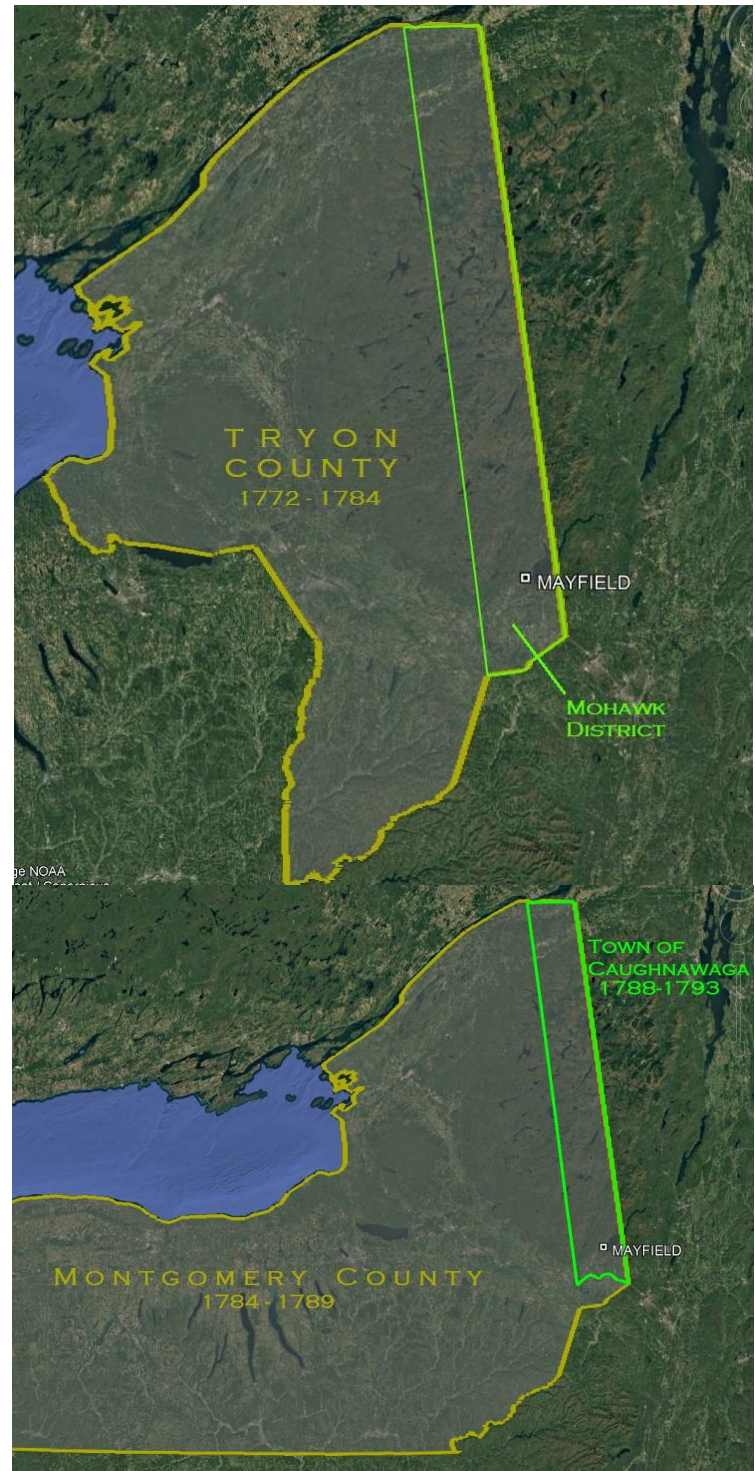 TRYON
COUNTY
1772 - 1784
MAYFIELD
MOHAWK
DISTRICT
ge NOAA
TOWN OF
CAUGHNAWAGA
1788-1793
MAYFIELD
MONTGOMERY COUNTY
1784 - 1789